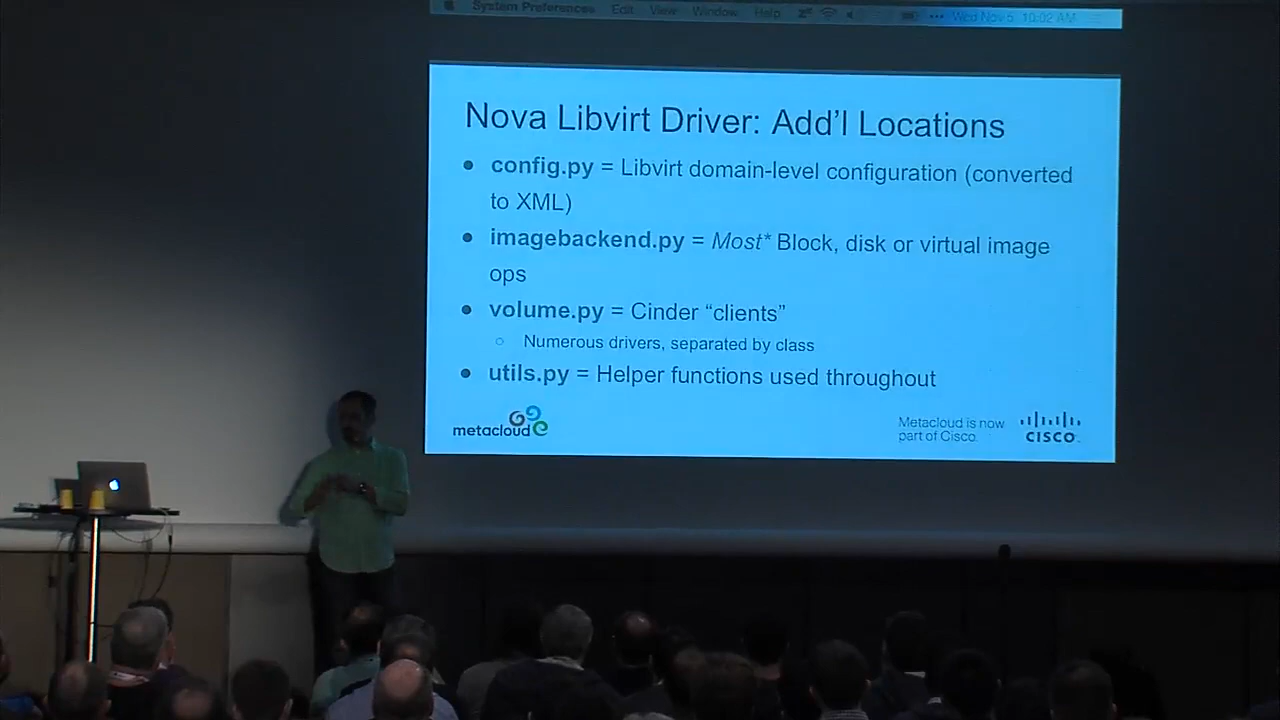 System Preferences Edit View Window Help Wed Nov 5 10:02 AM
Nova Libvirt Driver: Add'l Locations
● config.py = Libvirt domain-level configuration (converted
to XML)
● imagebackend.py = Most* Block, disk or virtual image
ops
● volume.py = Cinder “clients”
○ Numerous drivers, separated by class
● utils.py = Helper functions used throughout
metacloud
Metacloud is now
part of Cisco.
CISCO